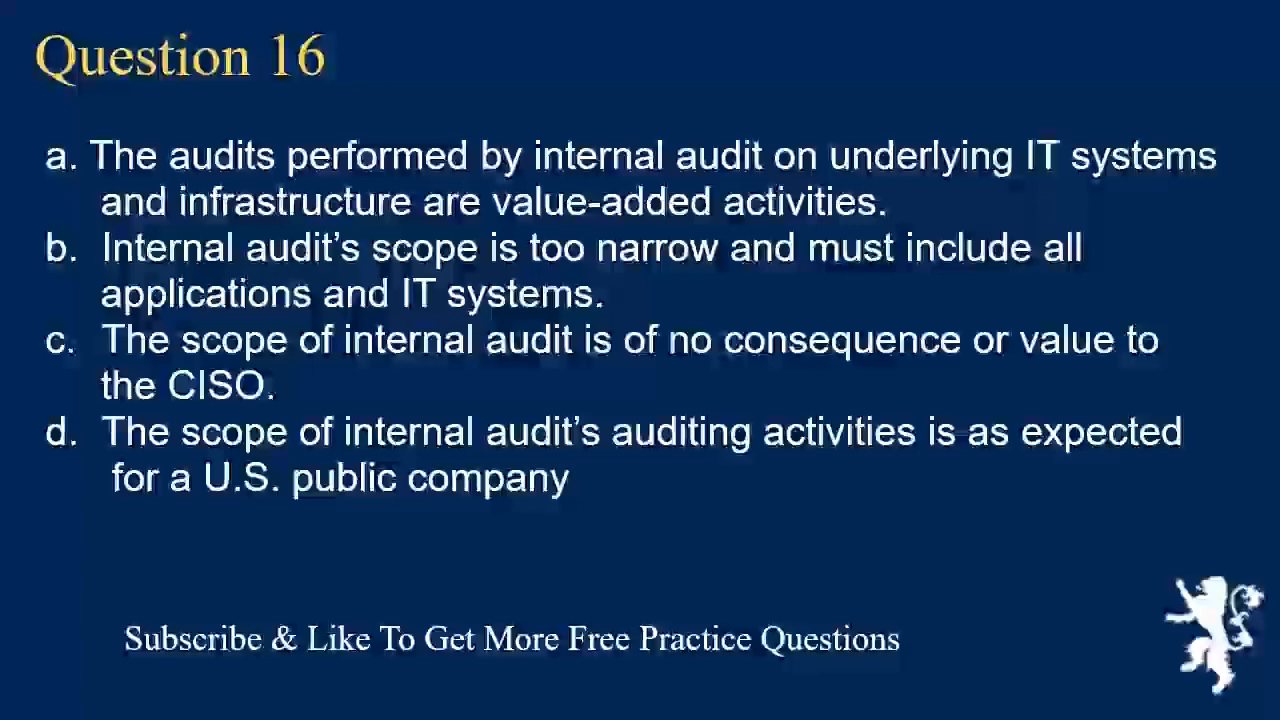 Question 16
a. The audits performed by internal audit on underlying IT systems
and infrastructure are value-added activities.
b. Internal audit’s scope is too narrow and must include all
applications and IT systems.
c. The scope of internal audit is of no consequence or value to
the CISO.
d. The scope of internal audit’s auditing activities is as expected
for a U.S. public company
Subscribe & Like To Get More Free Practice Questions